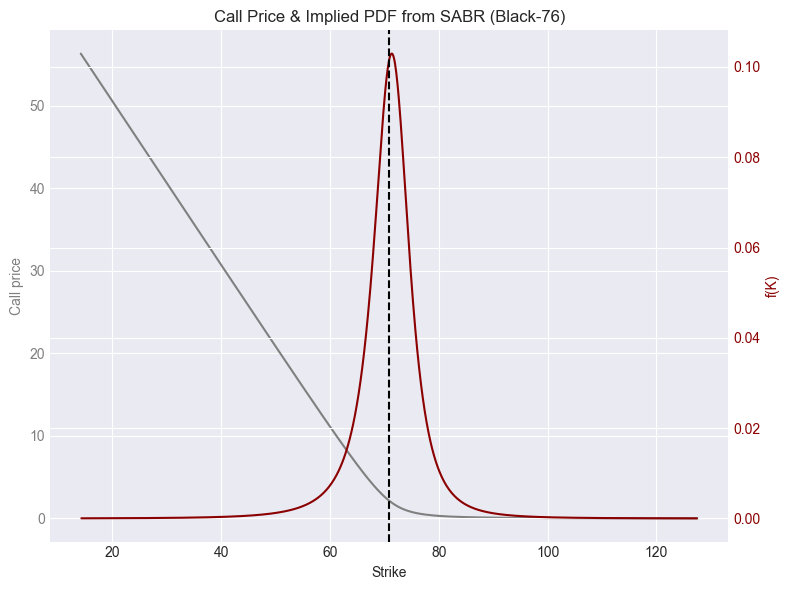 Call Price & Implied PDF from SABR (Black-76)
Call price
50
40
30
20
10
0
0.10
0.08
0.06
0.04
0.02
0.00
f(K)
20 40 60 80 100 120
Strike